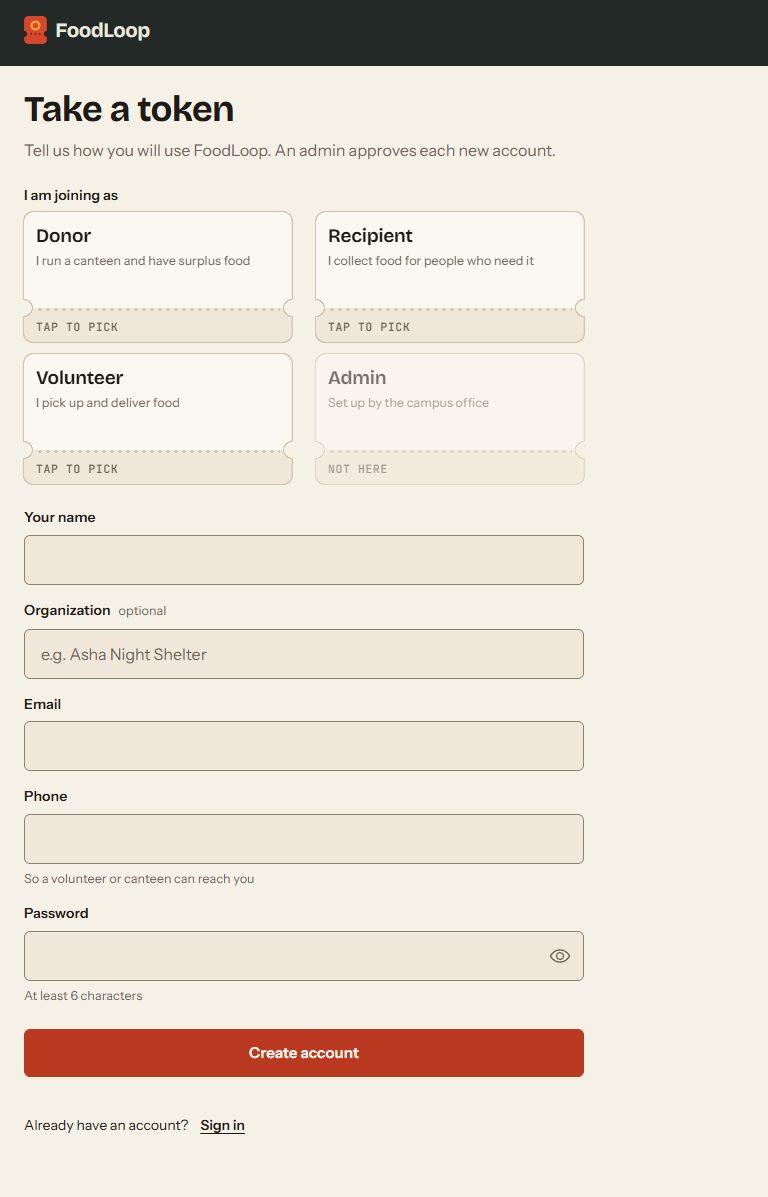 FoodLoop
Take a token
Tell us how you will use FoodLoop. An admin approves each new account.
I am joining as
Donor
I run a canteen and have surplus food
TAP TO PICK
Recipient
I collect food for people who need it
TAP TO PICK
Volunteer
I pick up and deliver food
TAP TO PICK
Admin
Set up by the campus office
NOT HERE
Your name
Organization optional
e.g. Asha Night Shelter
Email
Phone
So a volunteer or canteen can reach you
Password
At least 6 characters
Create account
Already have an account? Sign in